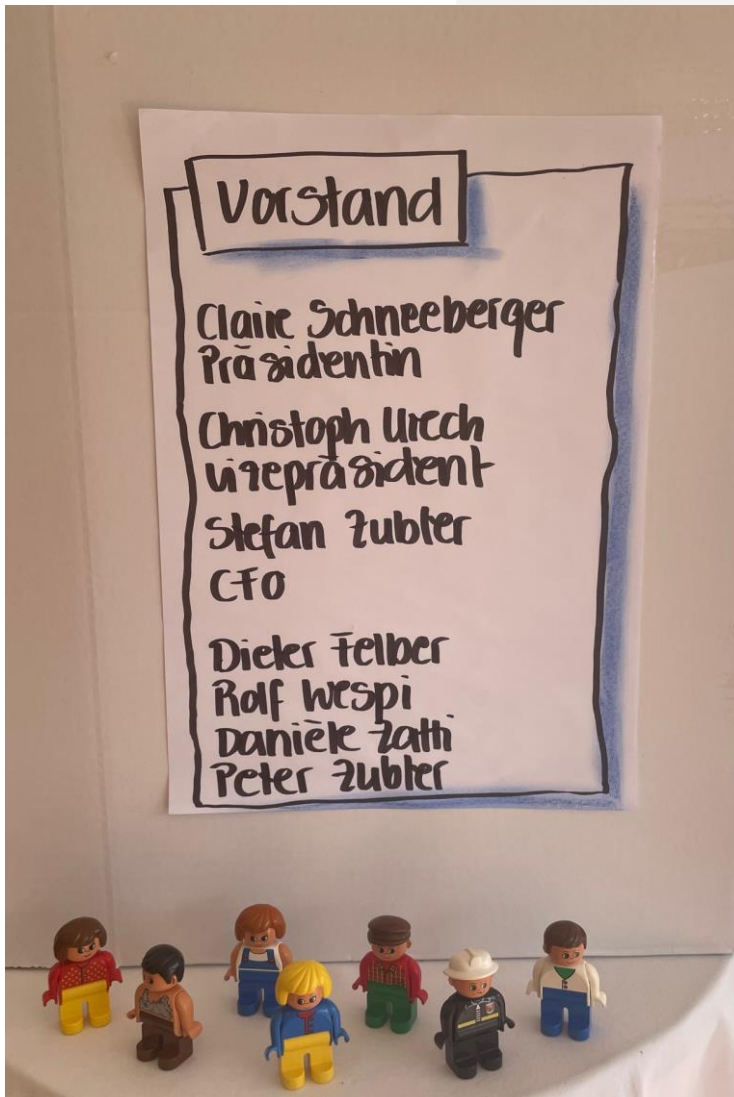 Vorstand
Claire Schneeberger
Präsidentin
Christoph Urech
Vizepräsident
Stefan Zubler
CFO
Dieter Felber
Rolf Wespi
Danièle Zatti
Peter Zubler